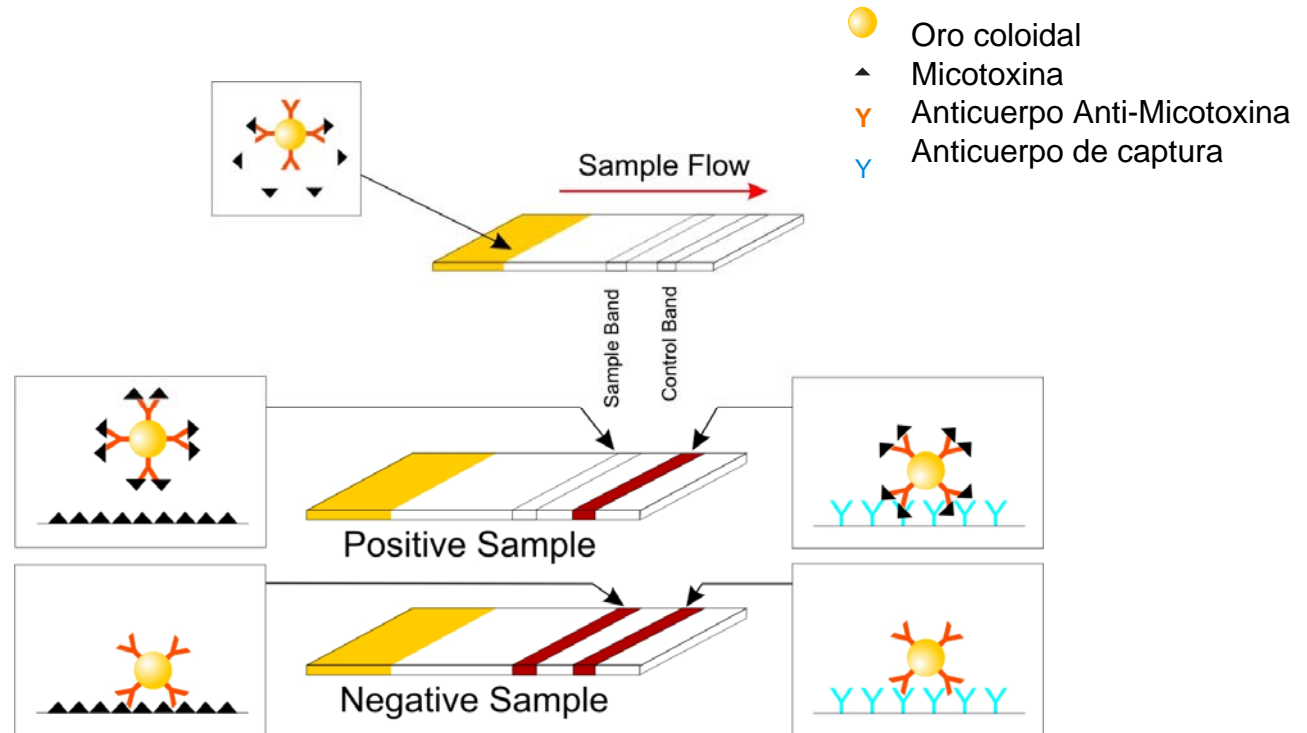 Oro coloidal
Micotoxina
Anticuerpo Anti-Micotoxina
Anticuerpo de captura
Sample Flow
Sample Band
Control Band
Positive Sample
Negative Sample